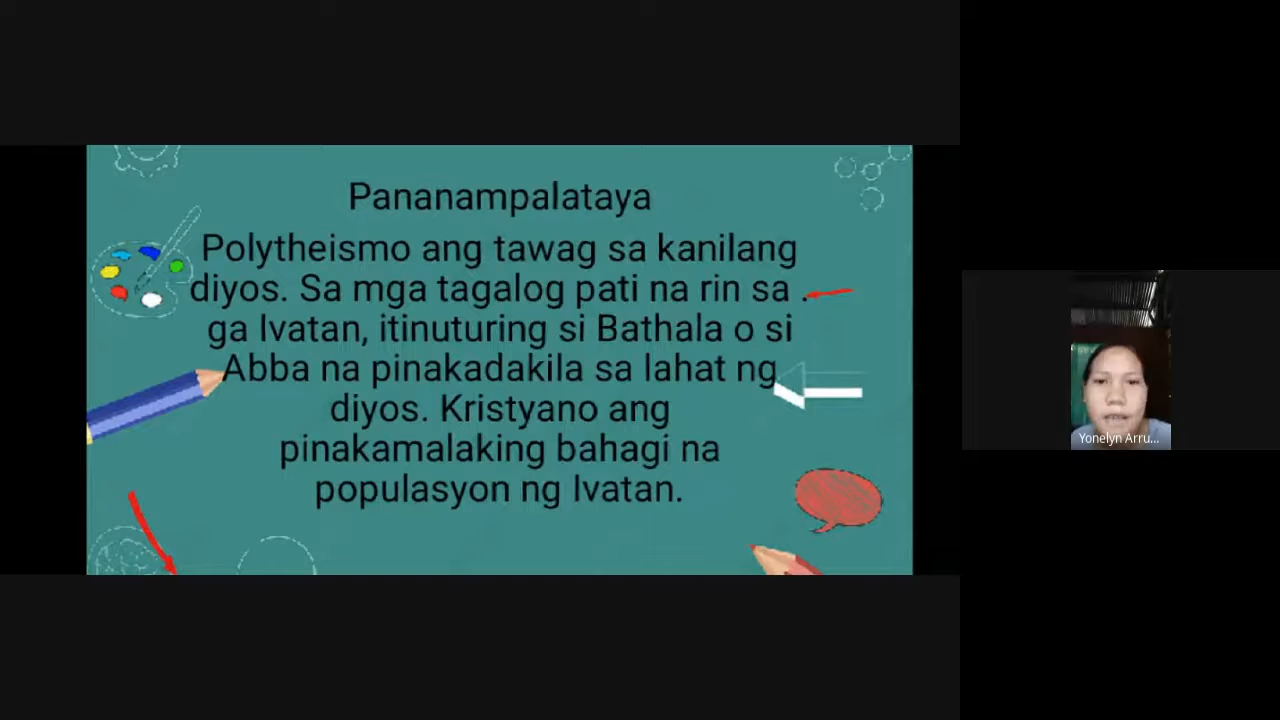 Pananampalataya
Polytheismo ang tawag sa kanilang
diyos. Sa mga tagalog pati na rin sa .
ga Ivatan, itinuturing si Bathala o si
Abba na pinakadakila sa lahat ng
diyos. Kristyano ang
pinakamalaking bahagi na
populasyon ng Ivatan.
Yonelyn Arru...